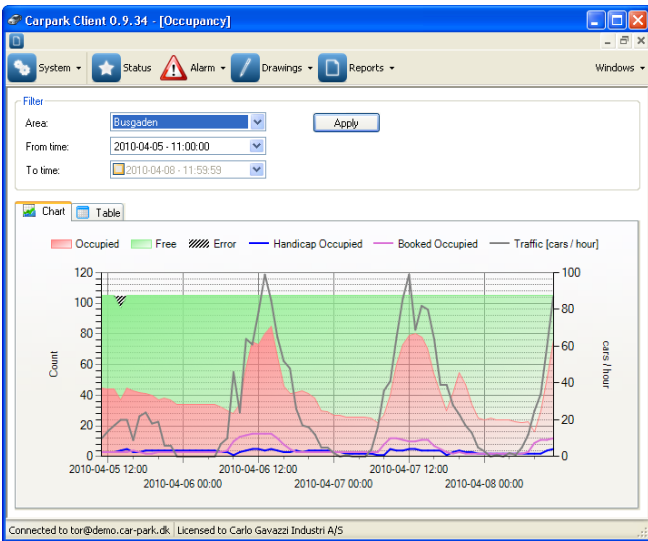 Carpark Client 0.9.34 - [Occupancy]
System Status Alarm Drawings Reports Windows
Filter
Area: Busgaden Apply
From time: 2010-04-05 - 11:00:00
To time: 2010-04-08 - 11:59:59
Chart Table
Occupied Free Error Handicap Occupied Booked Occupied Traffic [cars / hour]
120 100
100
80
80
60
60
40
40
20
20
0 0
Count
cars / hour
2010-04-05 12:00 2010-04-06 12:00 2010-04-07 12:00
2010-04-06 00:00 2010-04-07 00:00 2010-04-08 00:00
Connected to tor@demo.car-park.dk Licensed to Carlo Gavazzi Industri A/S